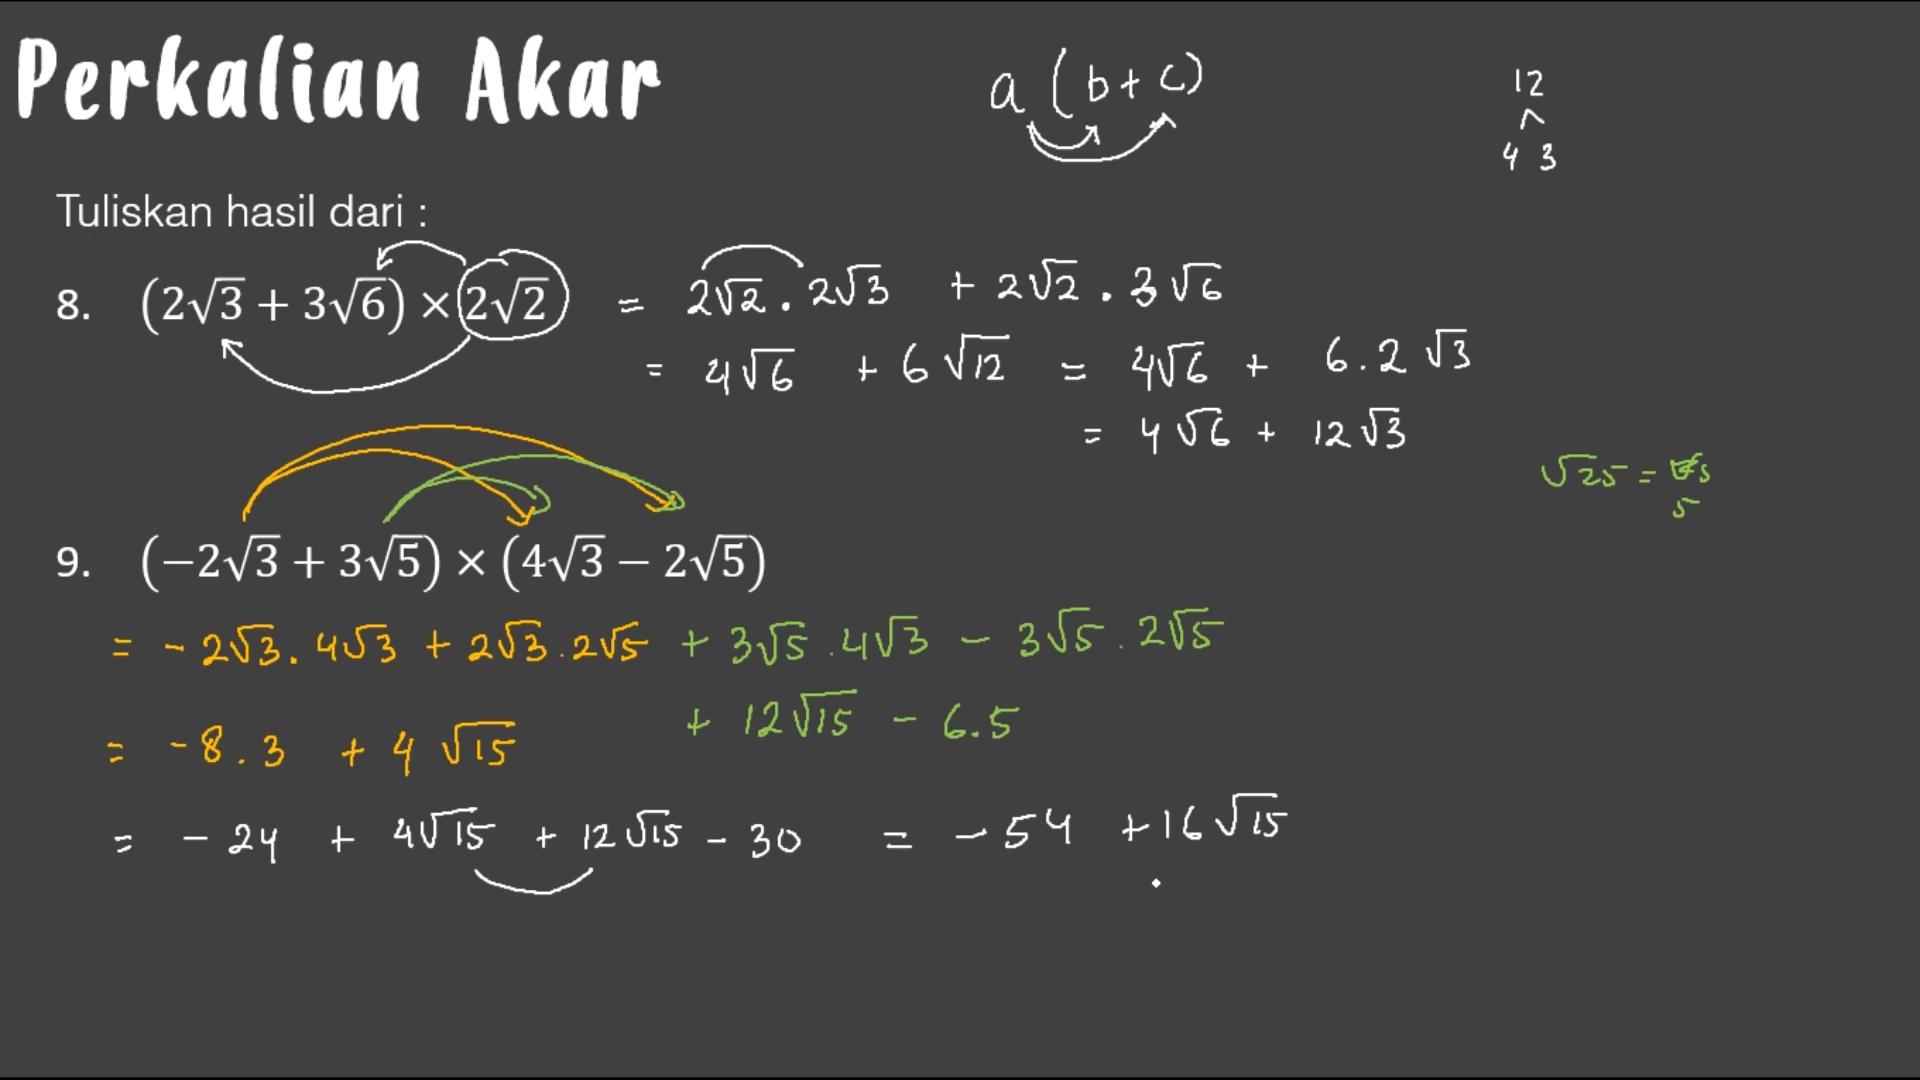 Perkalian Akar
a (b + c)
12
4 3
Tuliskan hasil dari :
8. (2√3 + 3√6) × (2√2) = 2√2 . 2√3 + 2√2 . 3√6
= 4√6 + 6√12 = 4√6 + 6.2√3
= 4√6 + 12√3
√25 =
5
9. (−2√3 + 3√5) × (4√3 − 2√5)
= - 2√3 . 4√3 + 2√3 . 2√5 + 3√5 . 4√3 - 3√5 . 2√5
= -8.3 + 4√15 + 12√15 - 6.5
= - 24 + 4√15 + 12√15 - 30 = - 54 + 16√15